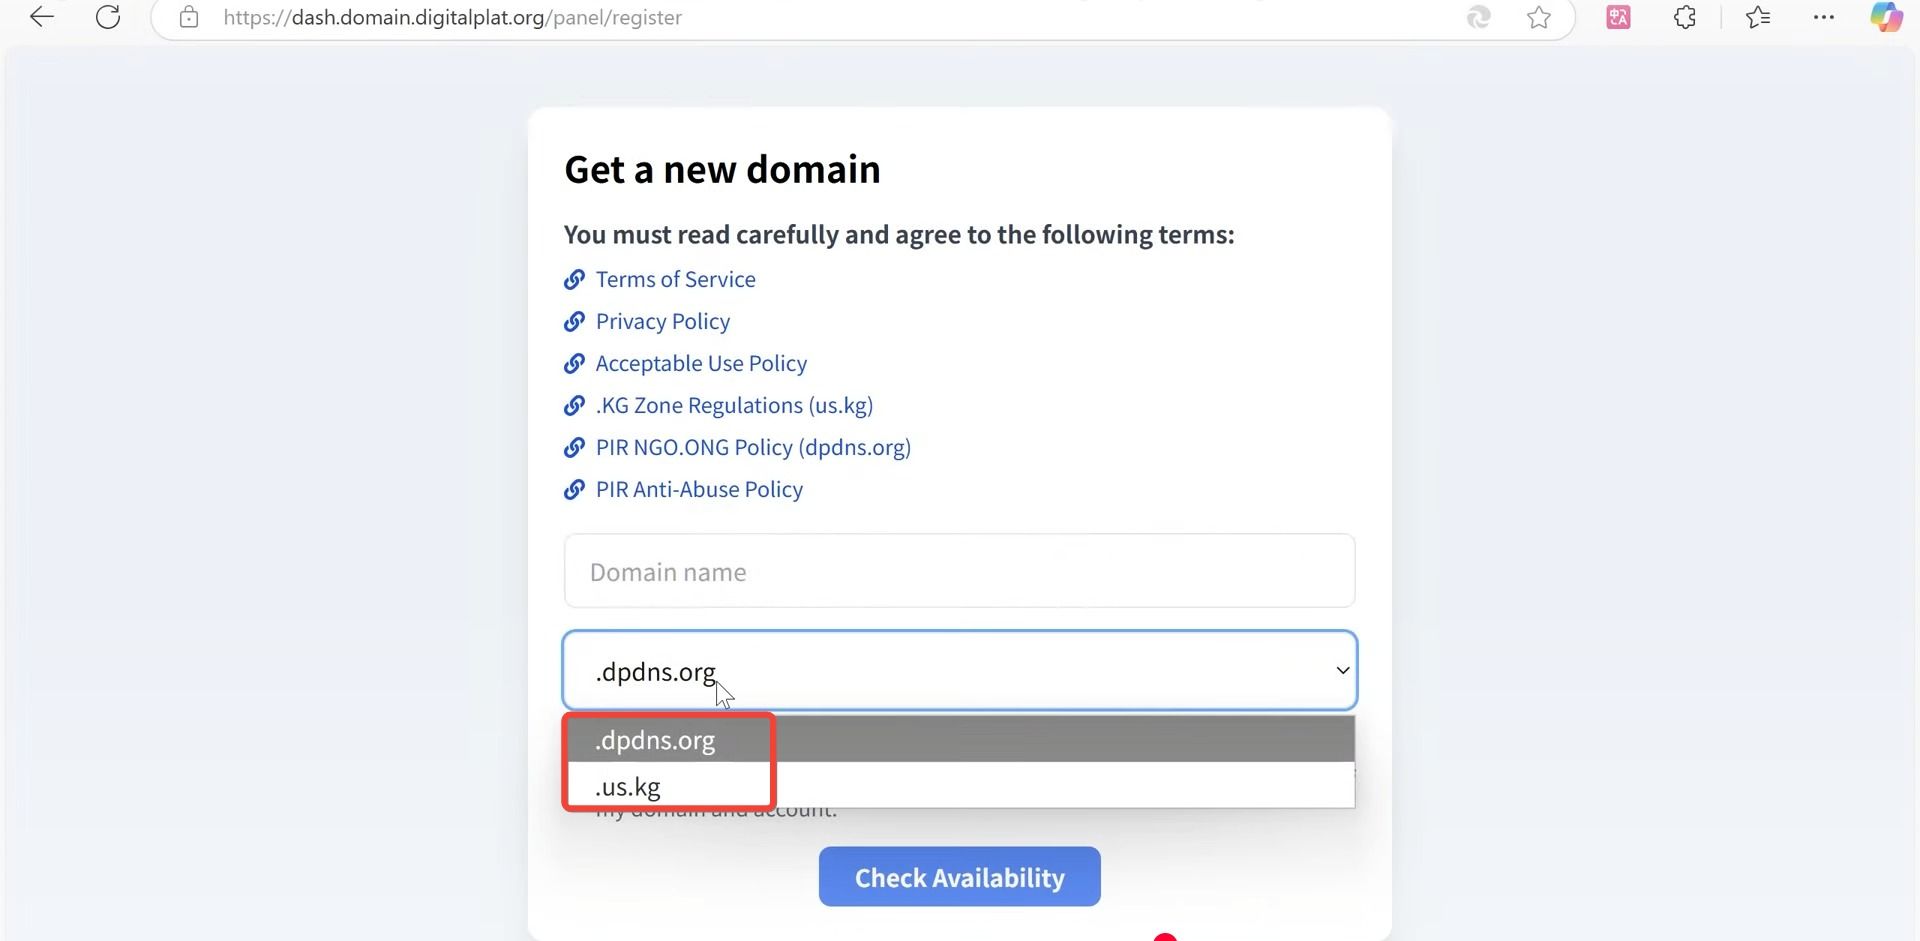 https://dash.domain.digitalplat.org/panel/register
Get a new domain
You must read carefully and agree to the following terms:
Terms of Service
Privacy Policy
Acceptable Use Policy
.KG Zone Regulations (us.kg)
PIR NGO.ONG Policy (dpdns.org)
PIR Anti-Abuse Policy
Domain name
.dpdns.org
.dpdns.org
.us.kg
my domain and account.
Check Availability